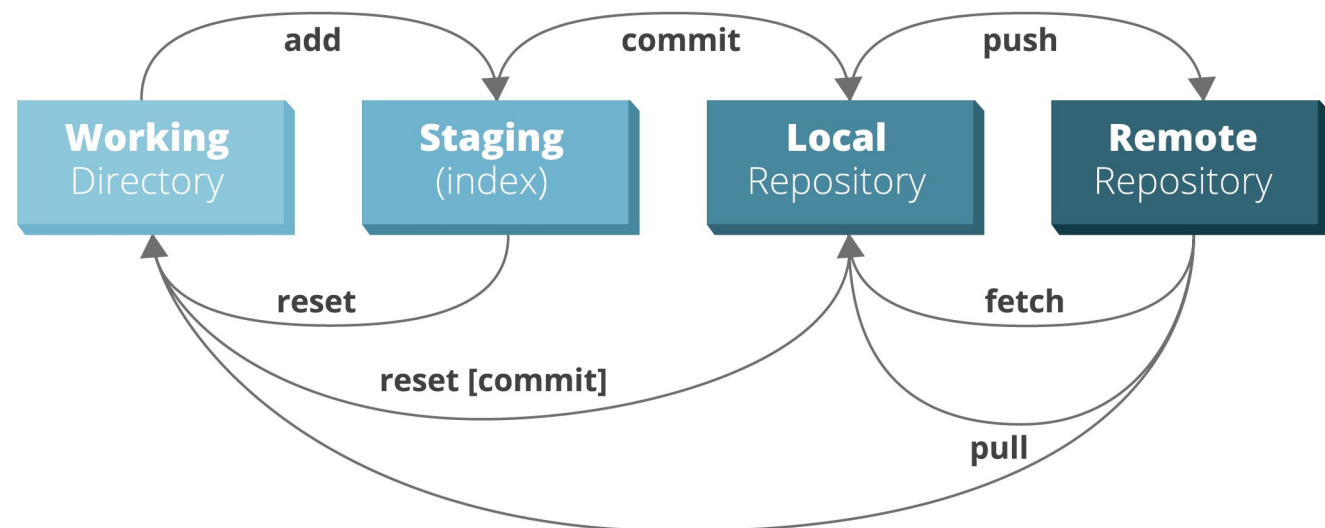 add
commit
push
Working
Directory
Staging
(index)
Local
Repository
Remote
Repository
reset
fetch
reset [commit]
pull